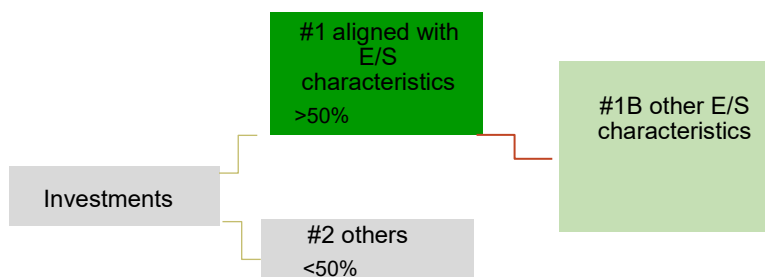 #1 aligned with
E/S
characteristics
>50%
#1B other E/S
characteristics
Investments
#2 others
<50%